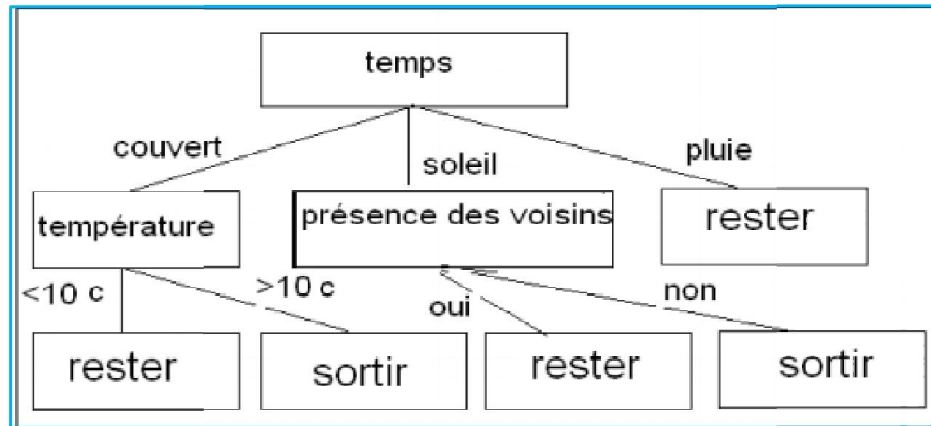 temps
couvert
soleil
pluie
température
présence des voisins
rester
<10 c
>10 c
oui
non
rester
sortir
rester
sortir